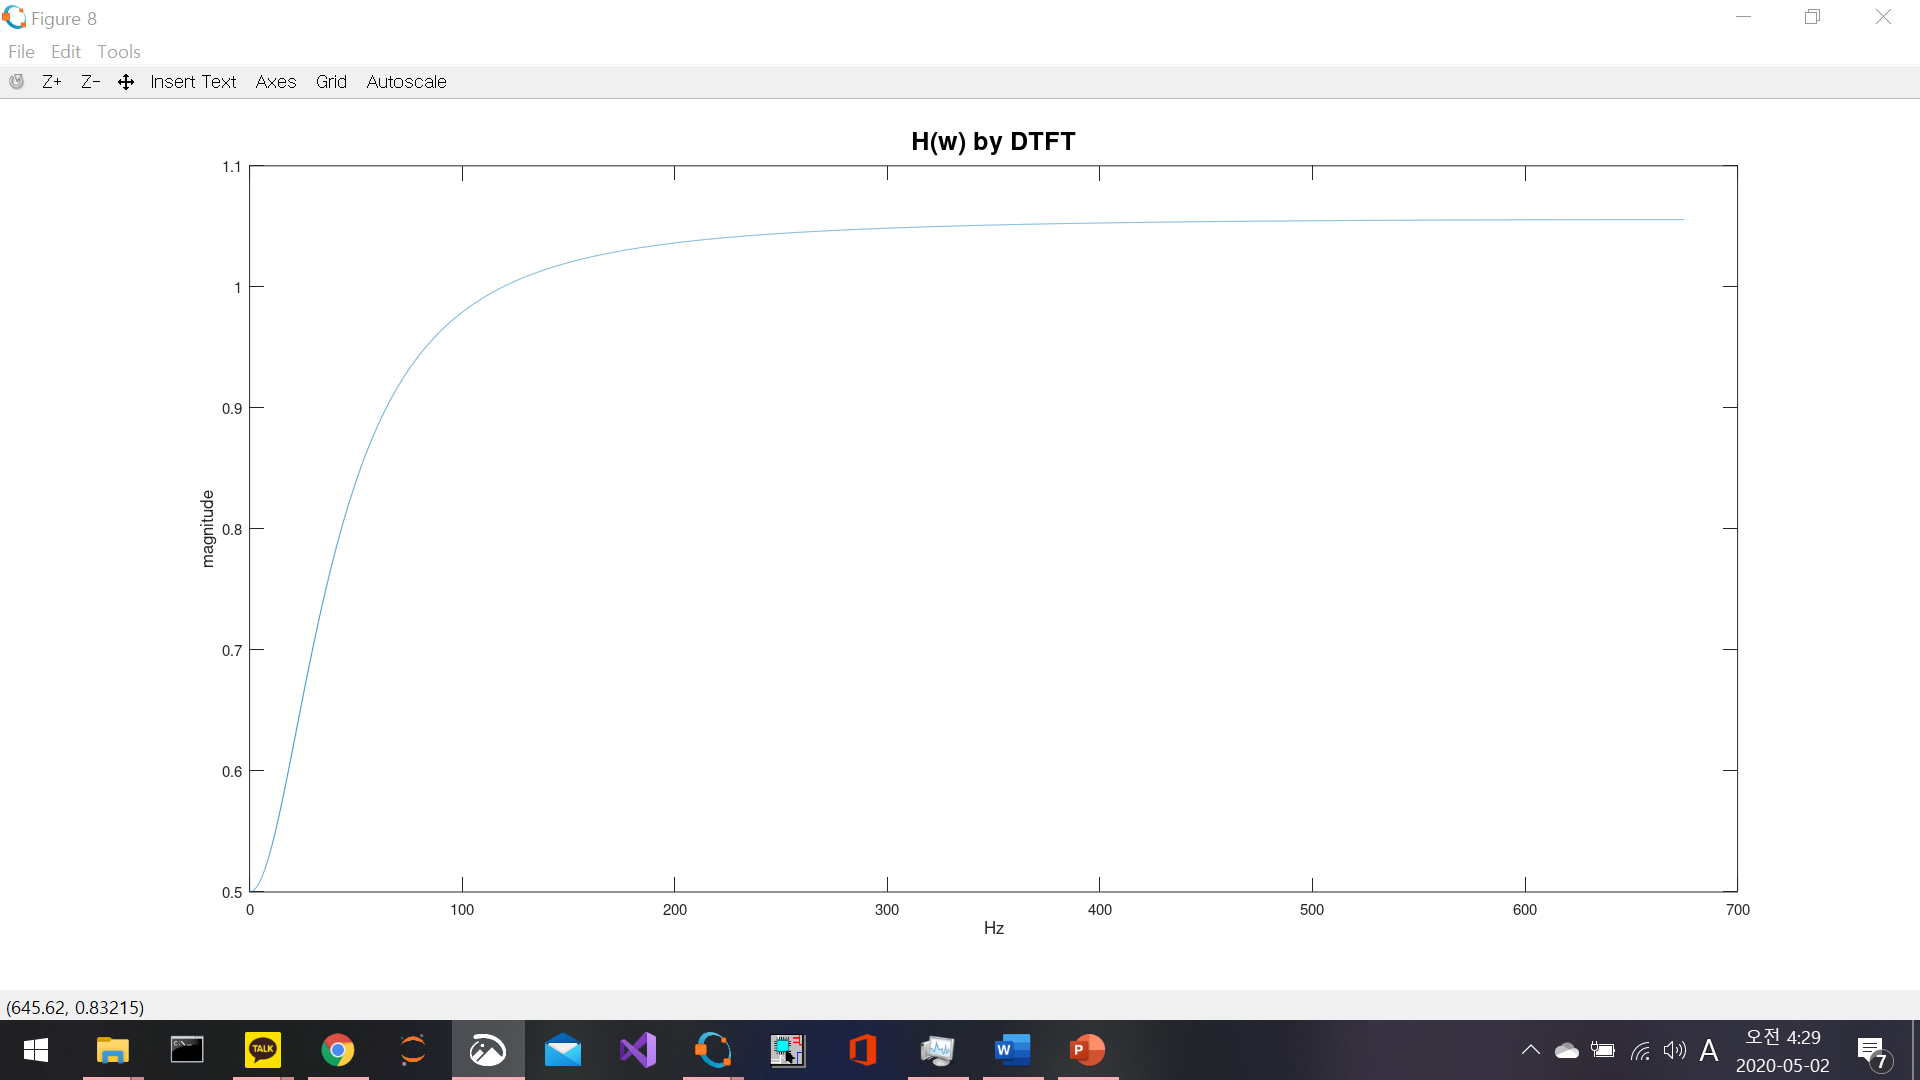 Figure 8
File Edit Tools
Z+ Z- Insert Text Axes Grid Autoscale
H(w) by DTFT
1.1
1
0.9
0.8
0.7
0.6
0.5
magnitude
0 100 200 300 400 500 600 700
Hz
(645.62, 0.83215)
TALK
W
P
A
오전 4:29
2020-05-02
7